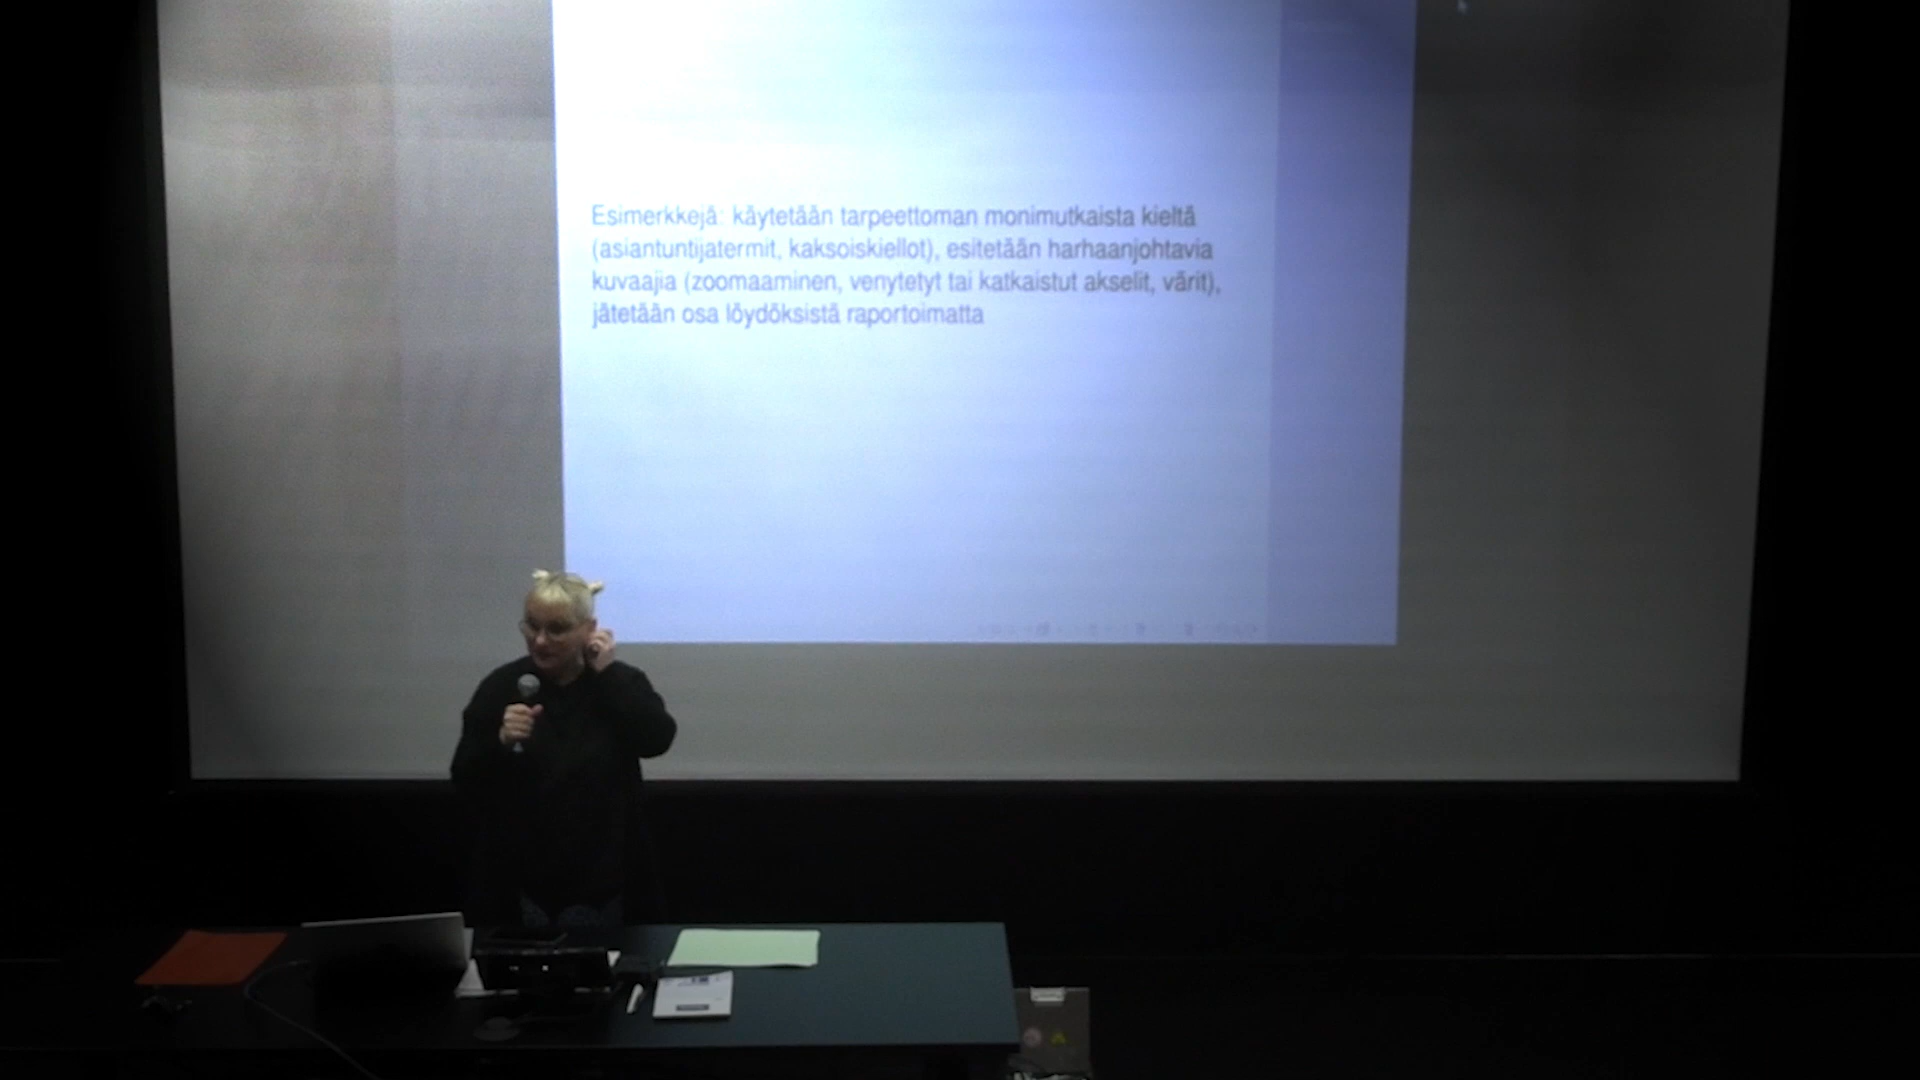 Esimerkkejä: käytetään tarpeettoman monimutkaista kieltä
(asiantuntijatermit, kaksoiskiellot), esitetään harhaanjohtavia
kuvaajia (zoomaaminen, venytetyt tai katkaistut akselit, värit),
jätetään osa löydöksistä raportoimatta